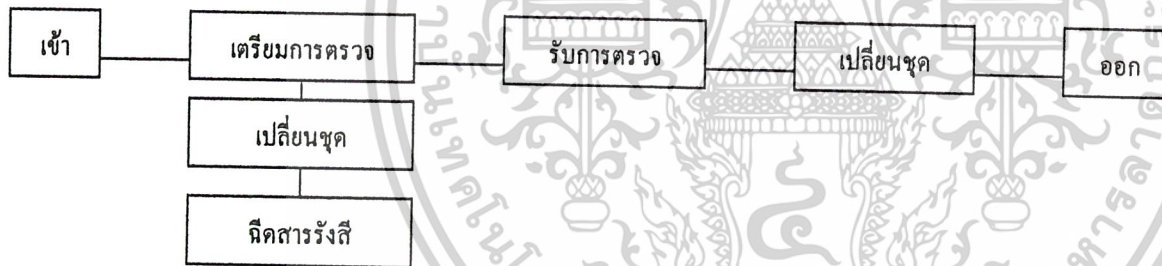 เข้า
เตรียมการตรวจ
รับการตรวจ
เปลี่ยนชุด
ออก
เปลี่ยนชุด
ฉีดสารรังสี